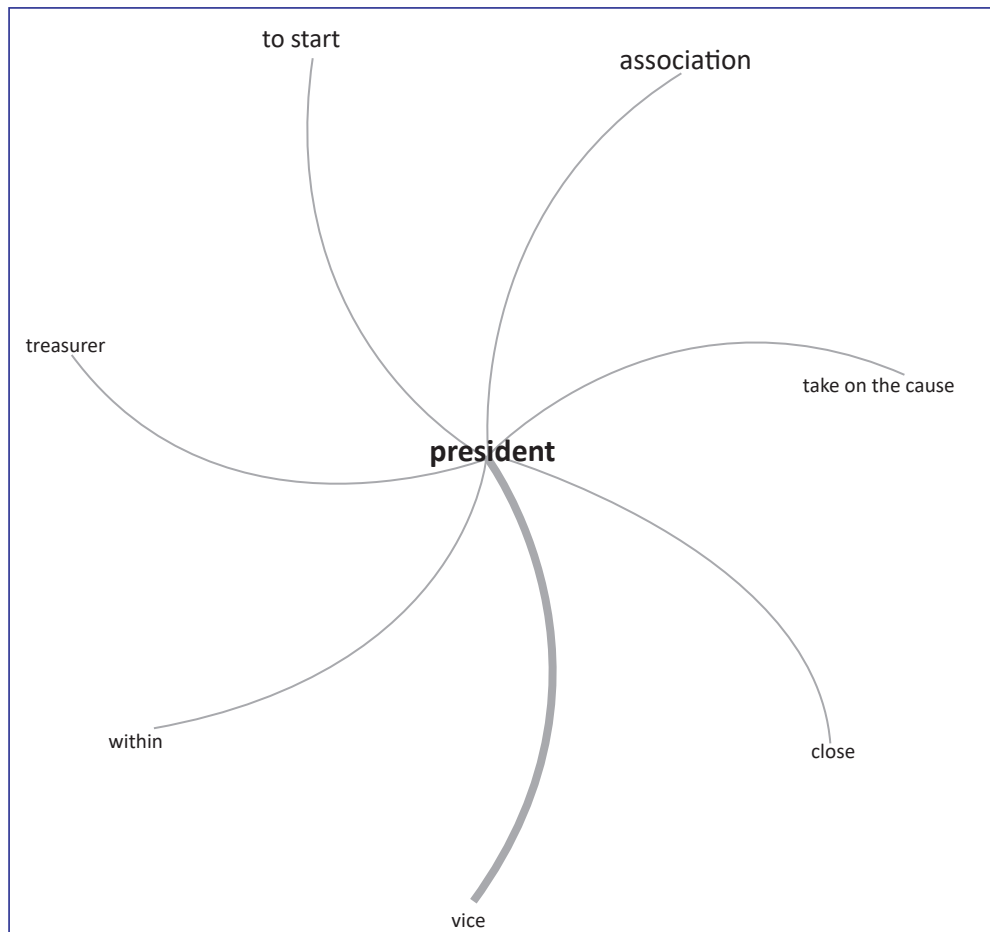 to start
association
treasurer
take on the cause
president
within
close
vice